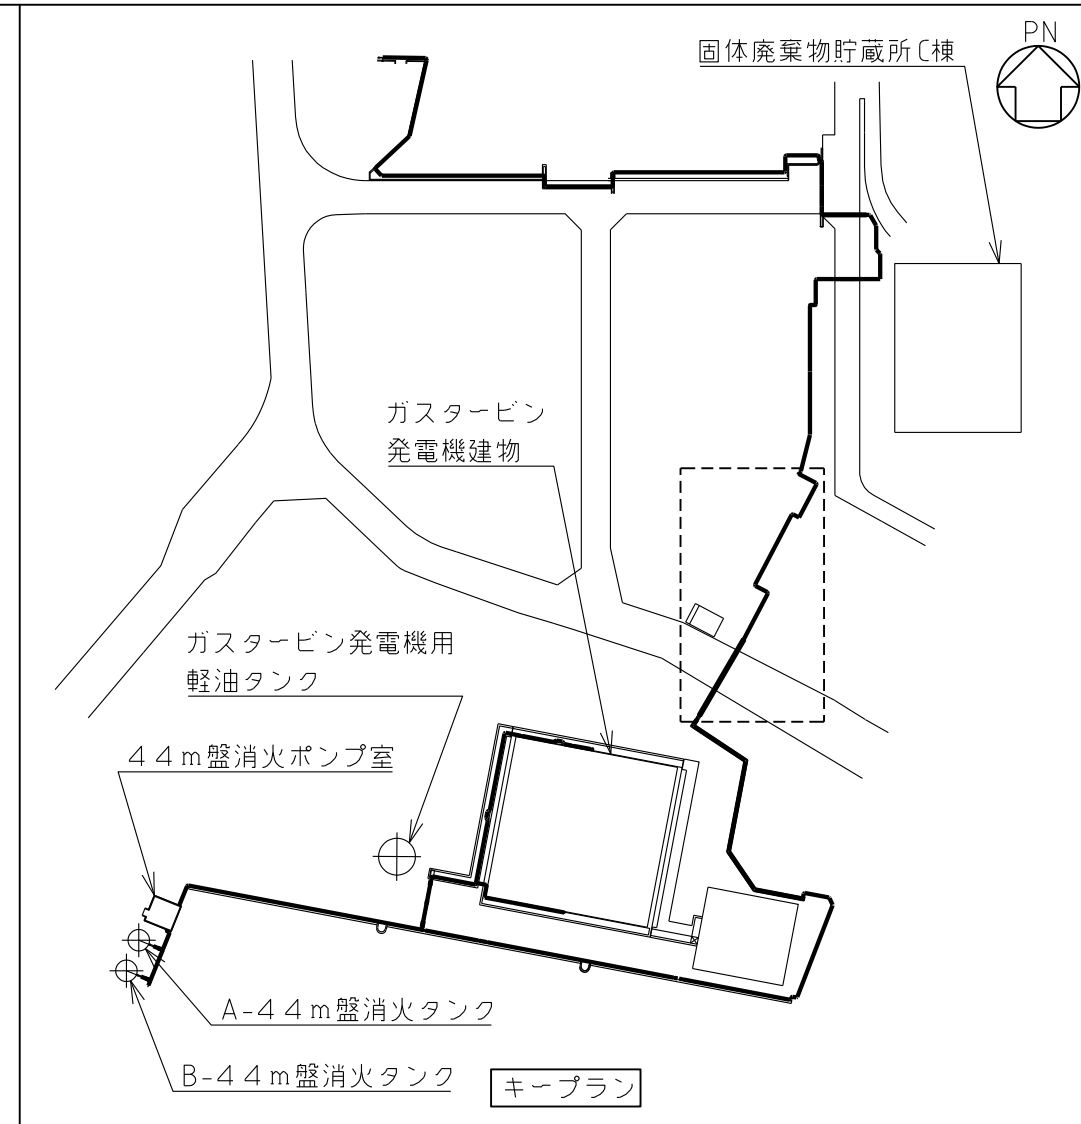 PN
固体廃棄物貯蔵所C棟
ガスタービン
発電機建物
ガスタービン発電機用
軽油タンク
44m盤消火ポンプ室
A-44m盤消火タンク
B-44m盤消火タンク
キープラン